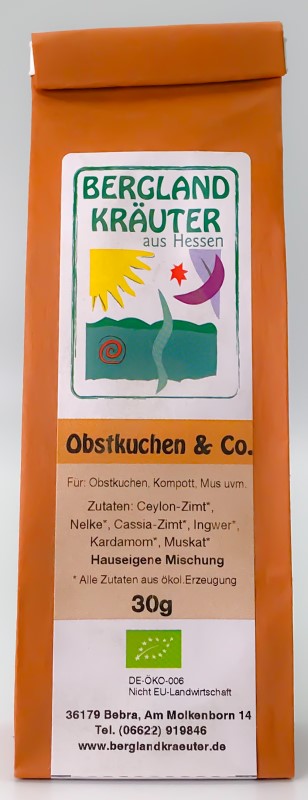 BERGLAND
KRÄUTER
aus Hessen
Obstkuchen & Co.
Für: Obstkuchen, Kompott, Mus uvm.
Zutaten: Ceylon-Zimt*,
Nelke*, Cassia-Zimt*, Ingwer*,
Kardamom*, Muskat*
Hauseigene Mischung
* Alle Zutaten aus ökol.Erzeugung
30g
DE-ÖKO-006
Nicht EU-Landwirtschaft
36179 Bebra, Am Molkenborn 14
Tel. (06622) 919846
www.berglandkraeuter.de